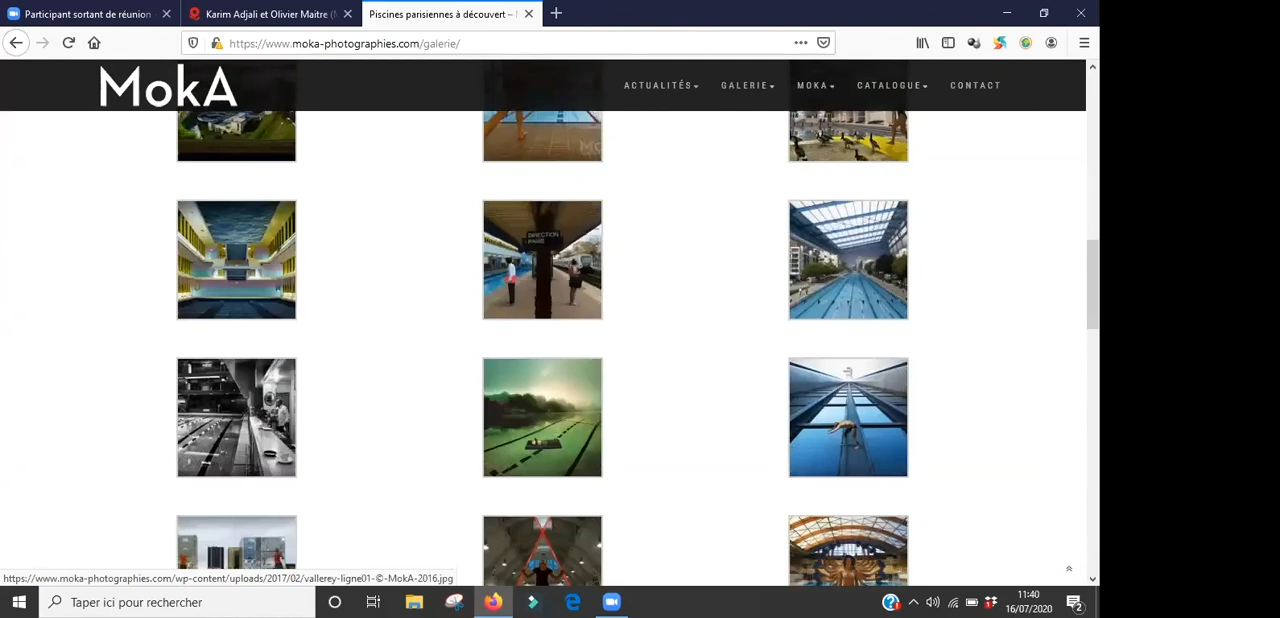 Participant sortant de réunion
Karim Adjali et Olivier Maitre (
Piscines parisiennes à découvert –
https://www.moka-photographies.com/galerie/
MokA
ACTUALITÉS
GALERIE
MOKA
CATALOGUE
CONTACT
DIRECTION
https://www.moka-photographies.com/wp-content/uploads/2017/02/vallerey-ligne01-©-MokA-2016.jpg
Taper ici pour rechercher
11:40
16/07/2020
2